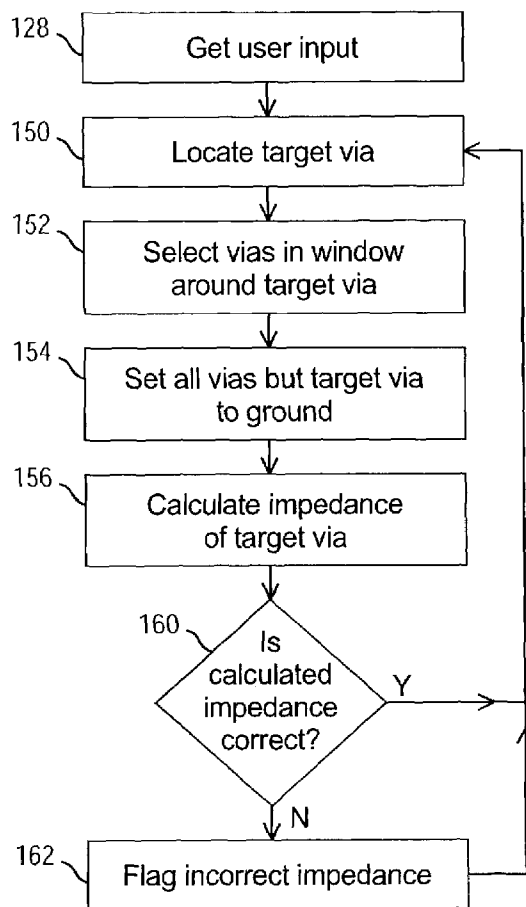 128
Get user input
150
Locate target via
152
Select vias in window
around target via
154
Set all vias but target via
to ground
156
Calculate impedance
of target via
160
Is
calculated
impedance
correct?
Y
N
162
Flag incorrect impedance